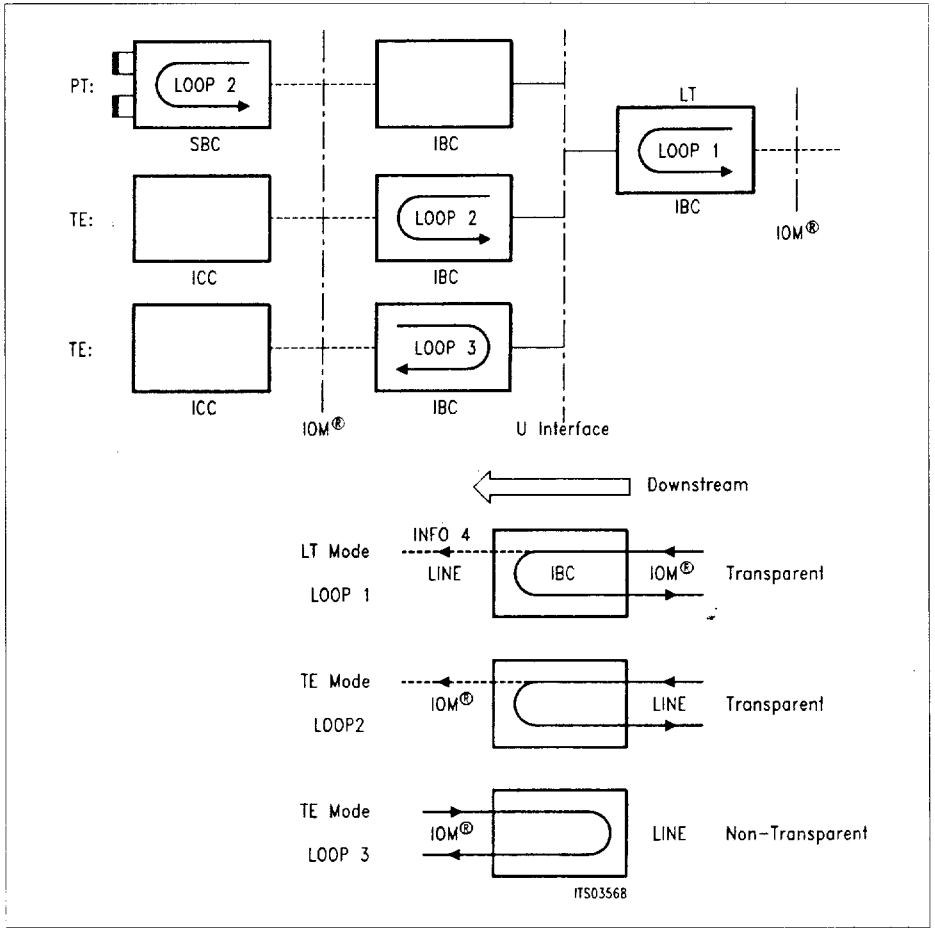 PT:
LOOP 2
SBC
IBC
LT
LOOP 1
IBC
IOM®
TE:
ICC
LOOP 2
IBC
TE:
ICC
LOOP 3
IBC
IOM®
U Interface
Downstream
LT Mode
LOOP 1
INFO 4
LINE
IBC
IOM®
Transparent
TE Mode
LOOP2
IOM®
LINE
Transparent
TE Mode
LOOP 3
IOM®
LINE
Non-Transparent
ITS03568